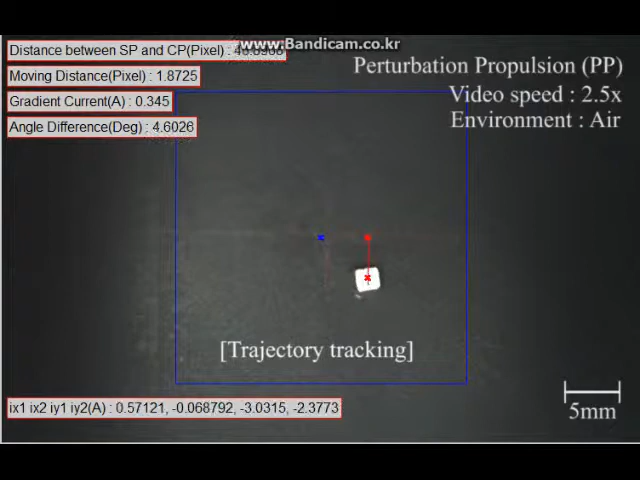 www.Bandicam.co.kr
Distance between SP and CP(Pixel) :
Moving Distance(Pixel) : 1.8725
Gradient Current(A) : 0.345
Angle Difference(Deg) : 4.6026
Perturbation Propulsion (PP)
Video speed : 2.5x
Environment : Air
[Trajectory tracking]
ix1 ix2 iy1 iy2(A) : 0.57121, -0.068792, -3.0315, -2.3773
5mm